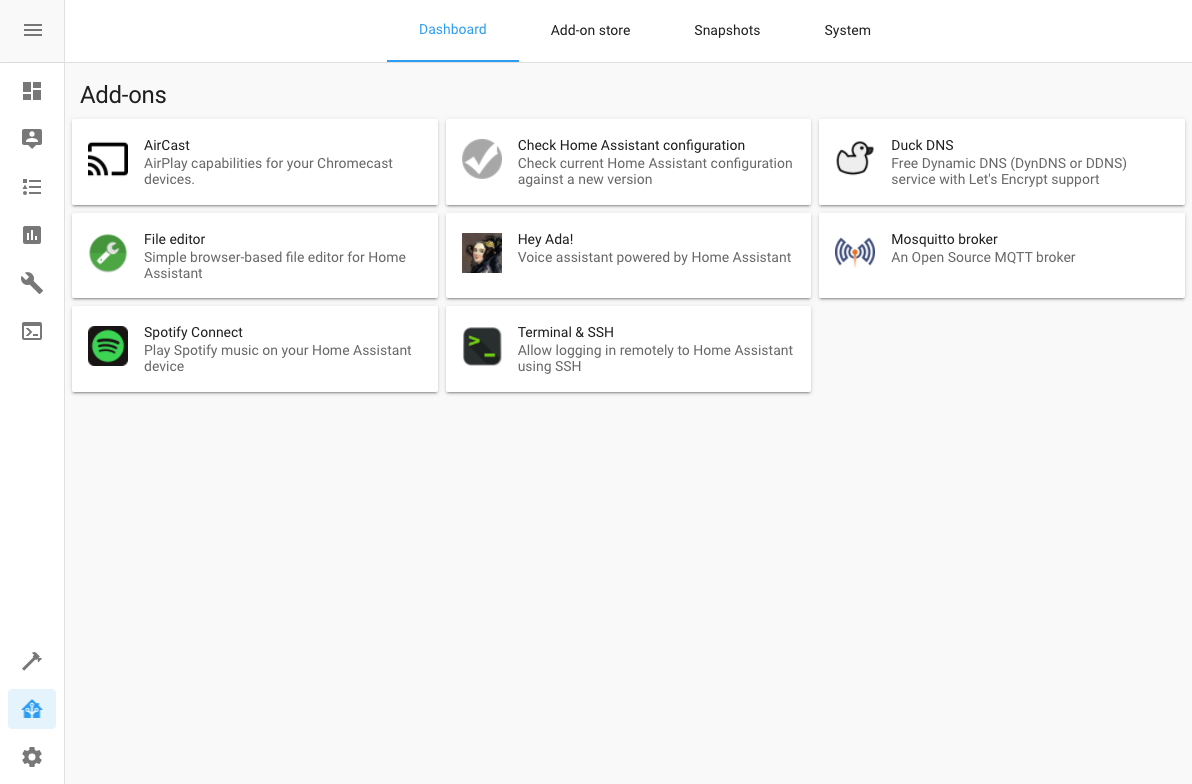 Dashboard
Add-on store
Snapshots
System
Add-ons
AirCast
AirPlay capabilities for your Chromecast
devices.
Check Home Assistant configuration
Check current Home Assistant configuration
against a new version
Duck DNS
Free Dynamic DNS (DynDNS or DDNS)
service with Let's Encrypt support
File editor
Simple browser-based file editor for Home
Assistant
Hey Ada!
Voice assistant powered by Home Assistant
Mosquitto broker
An Open Source MQTT broker
Spotify Connect
Play Spotify music on your Home Assistant
device
Terminal & SSH
Allow logging in remotely to Home Assistant
using SSH